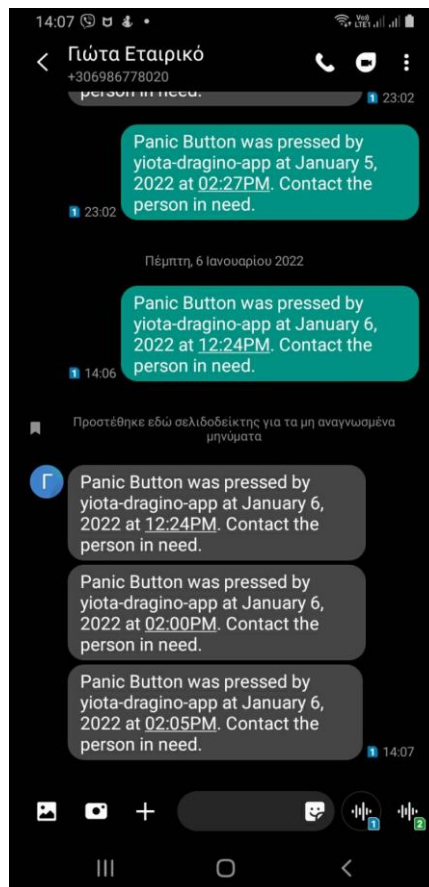 14:07
Γιώτα Εταιρικό
+306986778020
person in need.
1 23:02
Panic Button was pressed by
yiota-dragino-app at January 5,
2022 at 02:27PM. Contact the
person in need.
1 23:02
Πέμπτη, 6 Ιανουαρίου 2022
Panic Button was pressed by
yiota-dragino-app at January 6,
2022 at 12:24PM. Contact the
person in need.
1 14:06
Προστέθηκε εδώ σελιδοδείκτης για τα μη αναγνωσμένα
μηνύματα
Γ
Panic Button was pressed by
yiota-dragino-app at January 6,
2022 at 12:24PM. Contact the
person in need.
Panic Button was pressed by
yiota-dragino-app at January 6,
2022 at 02:00PM. Contact the
person in need.
Panic Button was pressed by
yiota-dragino-app at January 6,
2022 at 02:05PM. Contact the
person in need.
1 14:07
1 2